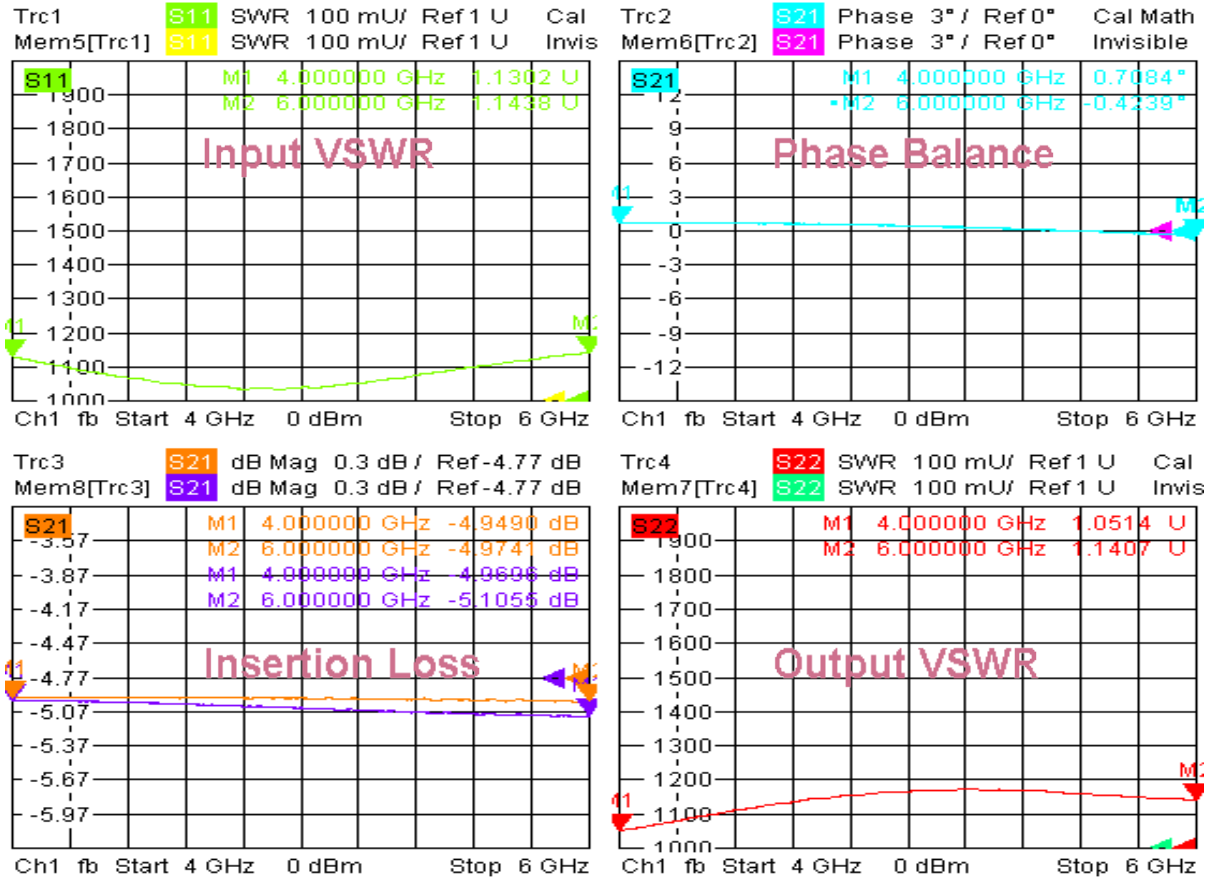 Trc1 S11 SWR 100 mU/ Ref 1 U Cal
Mem5[Trc1] S11 SWR 100 mU/ Ref 1 U Invis
S11 M1 4.000000 GHz 1.1302 U
M2 6.000000 GHz 1.1438 U
1900
1800
1700
1600
1500
1400
1300
1200
1100
1000
Input VSWR
M2
Ch1 fb Start 4 GHz 0 dBm Stop 6 GHz
Trc2 S21 Phase 3°/ Ref 0° Cal Math
Mem6[Trc2] S21 Phase 3°/ Ref 0° Invisible
S21 M1 4.000000 GHz 0.7084°
•M2 6.000000 GHz -0.4239°
12
9
6
3
0
-3
-6
-9
-12
Phase Balance
M2
Ch1 fb Start 4 GHz 0 dBm Stop 6 GHz
Trc3 S21 dB Mag 0.3 dB/ Ref -4.77 dB
Mem8[Trc3] S21 dB Mag 0.3 dB/ Ref -4.77 dB
S21 M1 4.000000 GHz -4.9490 dB
M2 6.000000 GHz -4.9741 dB
M1 4.000000 GHz -4.9696 dB
M2 6.000000 GHz -5.1055 dB
-3.57
-3.87
-4.17
-4.47
-4.77
-5.07
-5.37
-5.67
-5.97
Insertion Loss
Ch1 fb Start 4 GHz 0 dBm Stop 6 GHz
Trc4 S22 SWR 100 mU/ Ref 1 U Cal
Mem7[Trc4] S22 SWR 100 mU/ Ref 1 U Invis
S22 M1 4.000000 GHz 1.0514 U
M2 6.000000 GHz 1.1407 U
1900
1800
1700
1600
1500
1400
1300
1200
1100
1000
Output VSWR
M2
Ch1 fb Start 4 GHz 0 dBm Stop 6 GHz